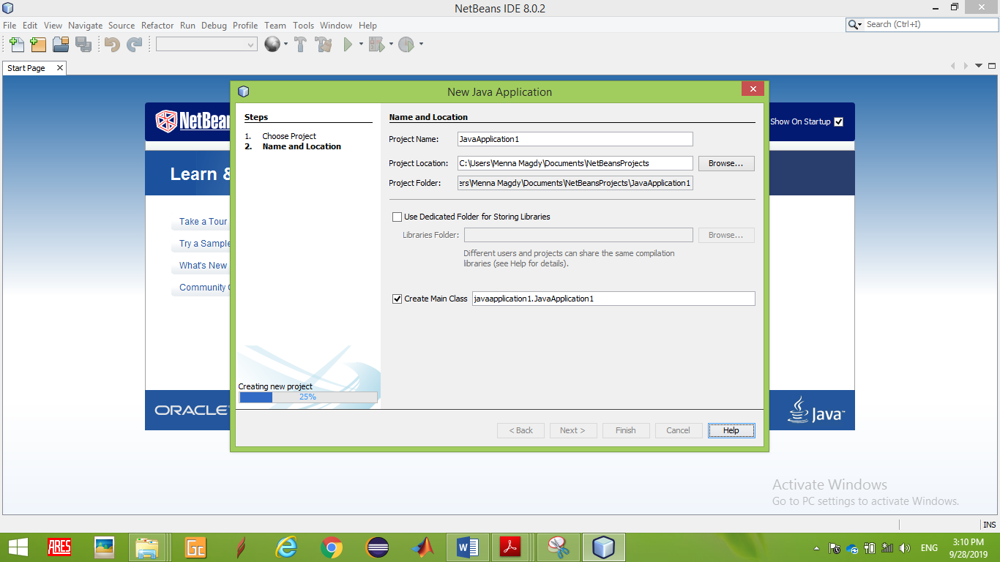 NetBeans IDE 8.0.2
File Edit View Navigate Source Refactor Run Debug Profile Team Tools Window Help
Search (Ctrl+I)
Start Page
New Java Application
NetBean
Show On Startup
Learn &
Take a Tour
Try a Sample
What's New
Community
ORACLE
Java
Steps
1. Choose Project
2. Name and Location
Creating new project
25%
Name and Location
Project Name: JavaApplication1
Project Location: C:\Users\Menna Magdy\Documents\NetBeansProjects Browse...
Project Folder: ers\Menna Magdy\Documents\NetBeansProjects\JavaApplication1
Use Dedicated Folder for Storing Libraries
Libraries Folder: Browse...
Different users and projects can share the same compilation
libraries (see Help for details).
Create Main Class javaapplication1.JavaApplication1
< Back Next > Finish Cancel Help
Activate Windows
Go to PC settings to activate Windows.
INS
ARES
GC
ENG
3:10 PM
9/28/2019